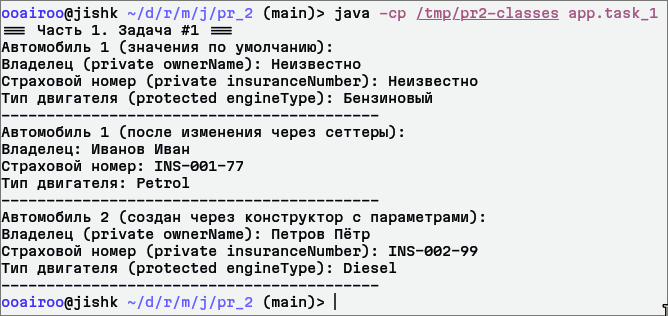 ooairoo@jishk ~/d/r/m/j/pr_2 (main)> java -cp /tmp/pr2-classes app.task_1
=== Часть 1. Задача #1 ===
Автомобиль 1 (значения по умолчанию):
Владелец (private ownerName): Неизвестно
Страховой номер (private insuranceNumber): Неизвестно
Тип двигателя (protected engineType): Бензиновый
----------------------------------------
Автомобиль 1 (после изменения через сеттеры):
Владелец: Иванов Иван
Страховой номер: INS-001-77
Тип двигателя: Petrol
----------------------------------------
Автомобиль 2 (создан через конструктор с параметрами):
Владелец (private ownerName): Петров Пётр
Страховой номер (private insuranceNumber): INS-002-99
Тип двигателя (protected engineType): Diesel
----------------------------------------
ooairoo@jishk ~/d/r/m/j/pr_2 (main)>